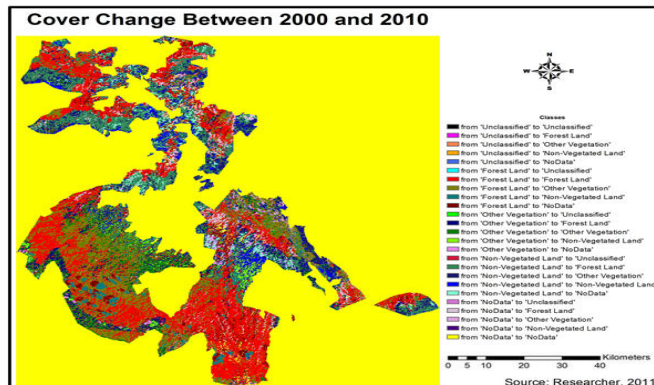 Cover Change Between 2000 and 2010
N
W E
S
Classes
from 'Unclassified' to 'Unclassified'
from 'Unclassified' to 'Forest Land'
from 'Unclassified' to 'Other Vegetation'
from 'Unclassified' to 'Non-Vegetated Land'
from 'Unclassified' to 'NoData'
from 'Forest Land' to 'Unclassified'
from 'Forest Land' to 'Forest Land'
from 'Forest Land' to 'Other Vegetation'
from 'Forest Land' to 'Non-Vegetated Land'
from 'Forest Land' to 'NoData'
from 'Other Vegetation' to 'Unclassified'
from 'Other Vegetation' to 'Forest Land'
from 'Other Vegetation' to 'Other Vegetation'
from 'Other Vegetation' to 'Non-Vegetated Land'
from 'Other Vegetation' to 'NoData'
from 'Non-Vegetated Land' to 'Unclassified'
from 'Non-Vegetated Land' to 'Forest Land'
from 'Non-Vegetated Land' to 'Other Vegetation'
from 'Non-Vegetated Land' to 'Non-Vegetated Land'
from 'Non-Vegetated Land' to 'NoData'
from 'NoData' to 'Unclassified'
from 'NoData' to 'Forest Land'
from 'NoData' to 'Other Vegetation'
from 'NoData' to 'Non-Vegetated Land'
from 'NoData' to 'NoData'
Kilometers
0 5 10 20 30 40
Source: Researcher, 2011